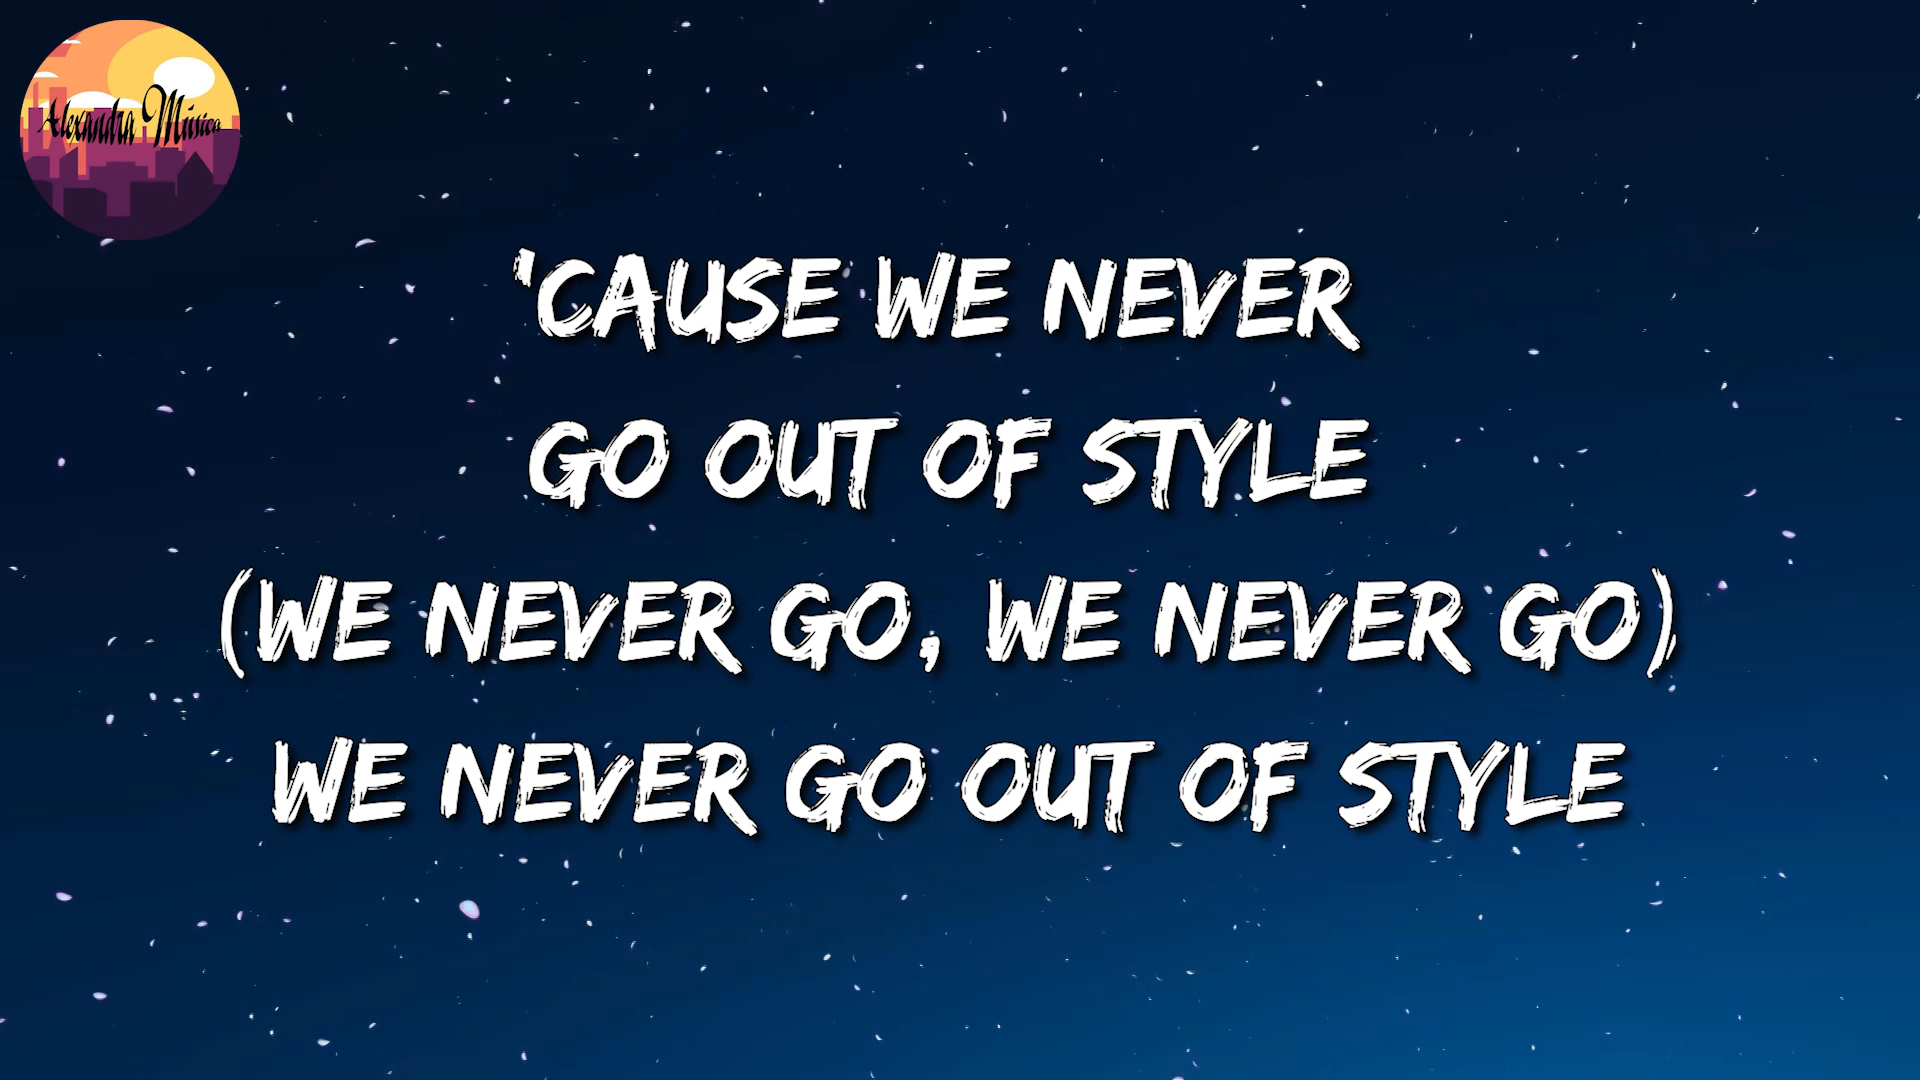 Alexandra Música
'CAUSE WE NEVER
GO OUT OF STYLE
(WE NEVER GO, WE NEVER GO)
WE NEVER GO OUT OF STYLE